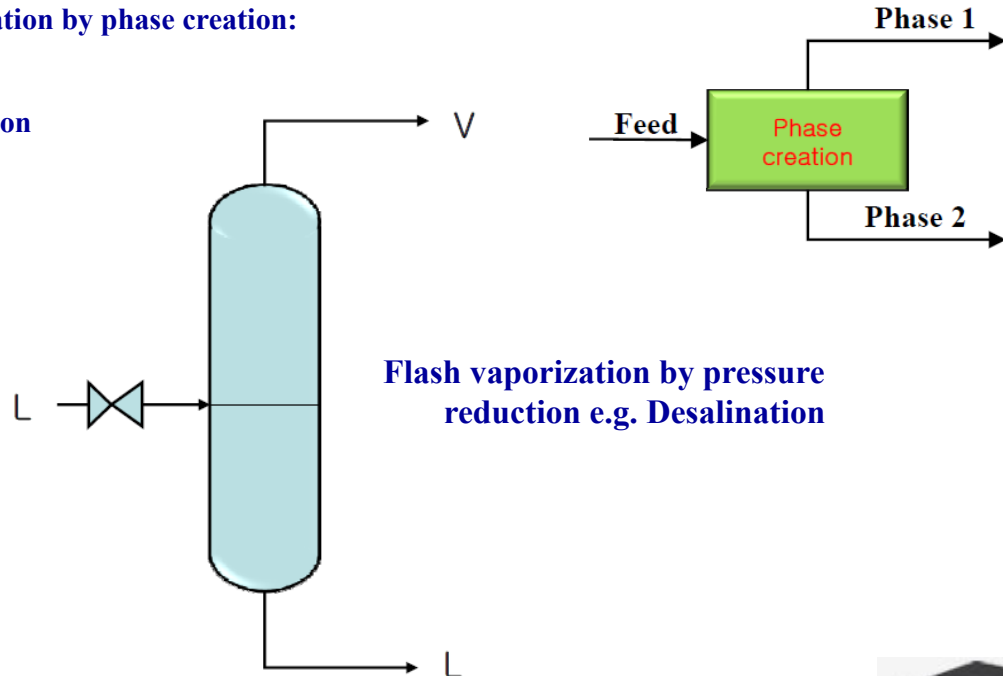 ation by phase creation:
on
V
L
L
Flash vaporization by pressure
reduction e.g. Desalination
Phase 1
Feed
Phase
creation
Phase 2